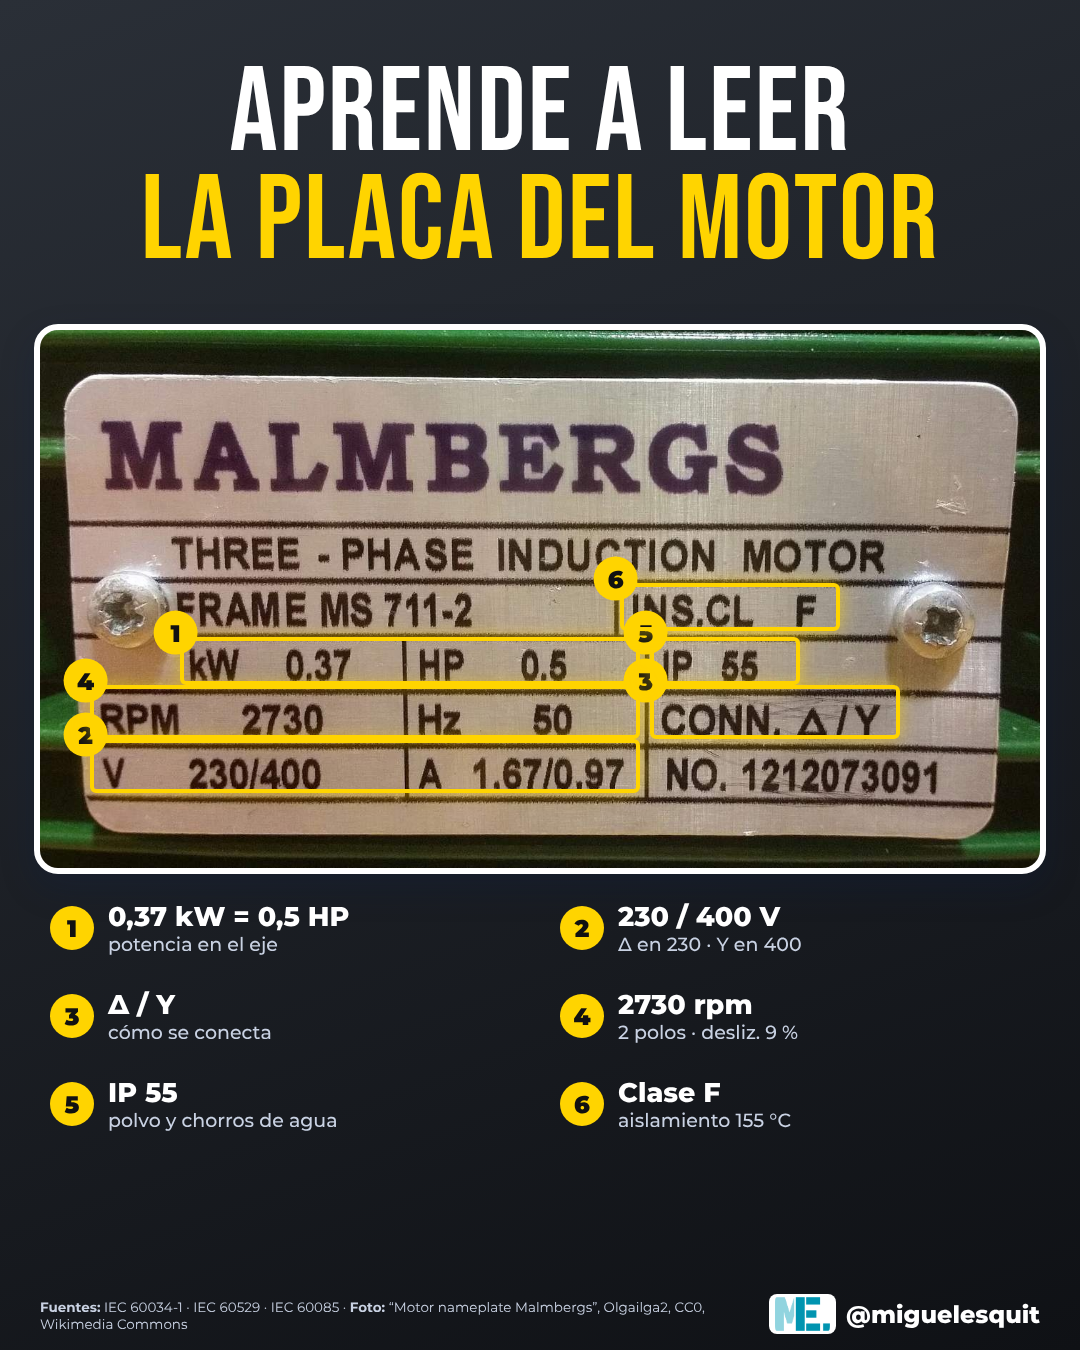 APRENDE A LEER
LA PLACA DEL MOTOR
MALMBERGS
THREE - PHASE INDUCTION MOTOR
6
FRAME MS 711-2 INS.CL F
1
5
kW 0.37 HP 0.5 IP 55
4
3
RPM 2730 Hz 50 CONN. Δ/Y
2
V 230/400 A 1.67/0.97 NO. 1212073091
1 0,37 kW = 0,5 HP
potencia en el eje
2 230 / 400 V
Δ en 230 · Y en 400
3 Δ / Y
cómo se conecta
4 2730 rpm
2 polos · desliz. 9 %
5 IP 55
polvo y chorros de agua
6 Clase F
aislamiento 155 °C
Fuentes: IEC 60034-1 · IEC 60529 · IEC 60085 · Foto: “Motor nameplate Malmbergs”, Olgailga2, CC0,
Wikimedia Commons
ME.
@miguelesquit